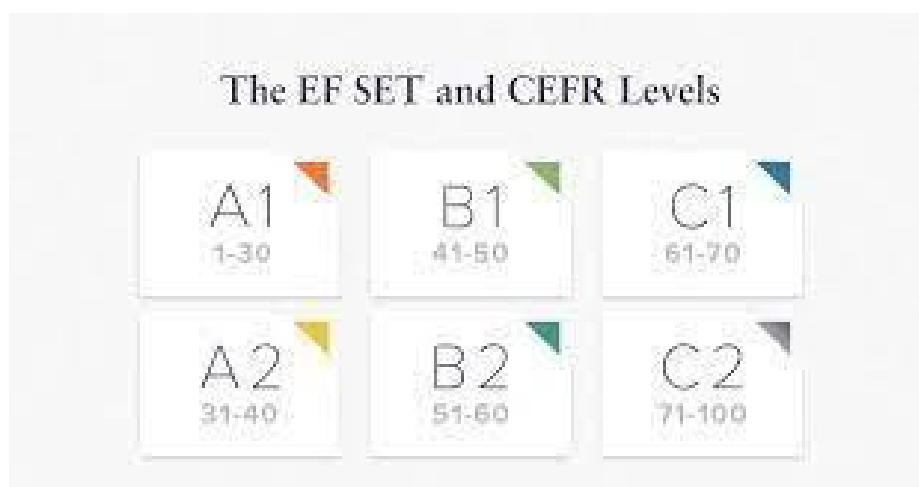 The EF SET and CEFR Levels
A1
1-30
B1
41-50
C1
61-70
A2
31-40
B2
51-60
C2
71-100